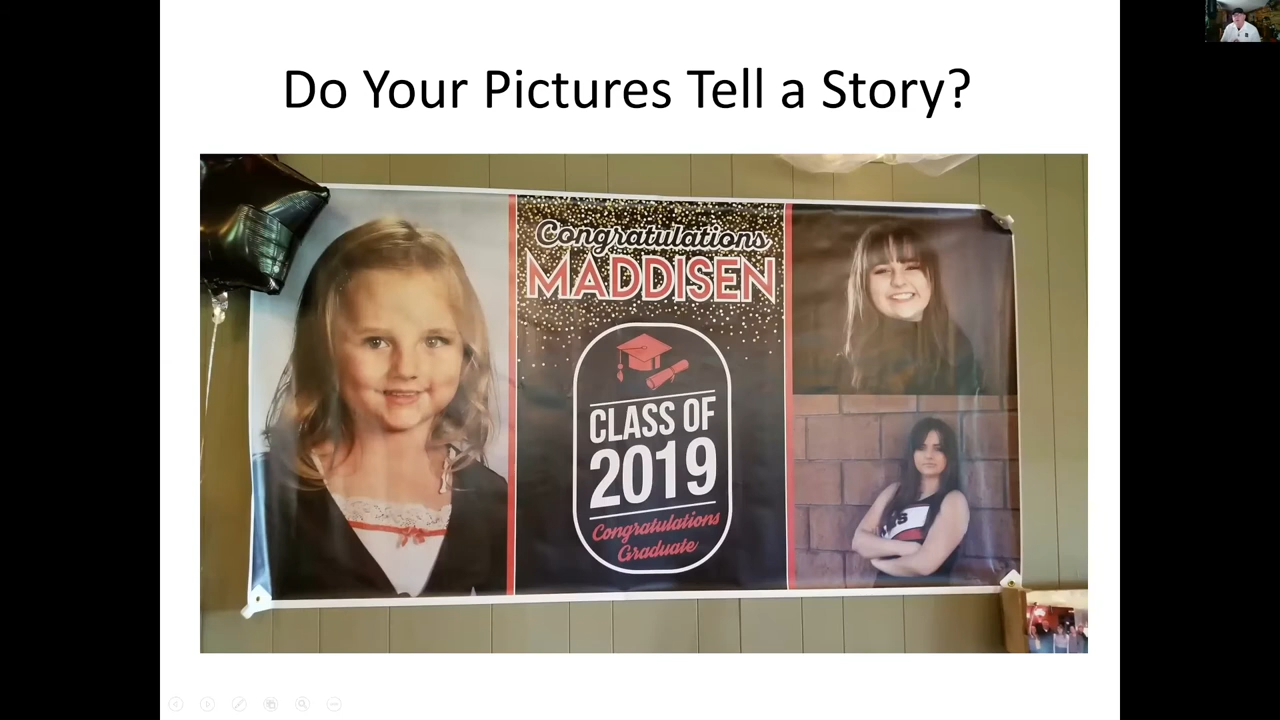 Do Your Pictures Tell a Story?
Congratulations
MADDISEN
CLASS OF
2019
Congratulations
Graduate